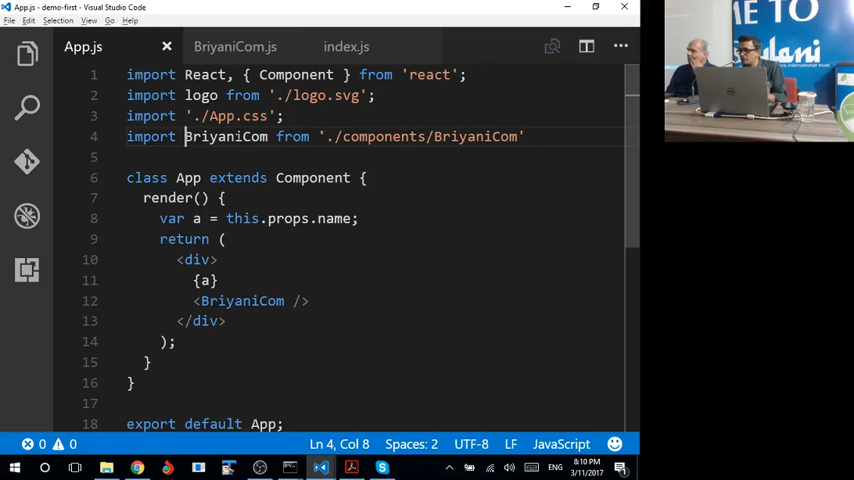 App.js - demo-first - Visual Studio Code
File Edit Selection View Go Help
App.js BriyaniCom.js index.js
1 import React, { Component } from 'react';
2 import logo from './logo.svg';
3 import './App.css';
4 import BriyaniCom from './components/BriyaniCom'
5
6 class App extends Component {
7 render() {
8 var a = this.props.name;
9 return (
10 <div>
11 {a}
12 <BriyaniCom />
13 </div>
14 );
15 }
16 }
17
18 export default App;
0 0 Ln 4, Col 8 Spaces: 2 UTF-8 LF JavaScript
ENG 8:10 PM
3/11/2017
ME TO
ylani
DELL